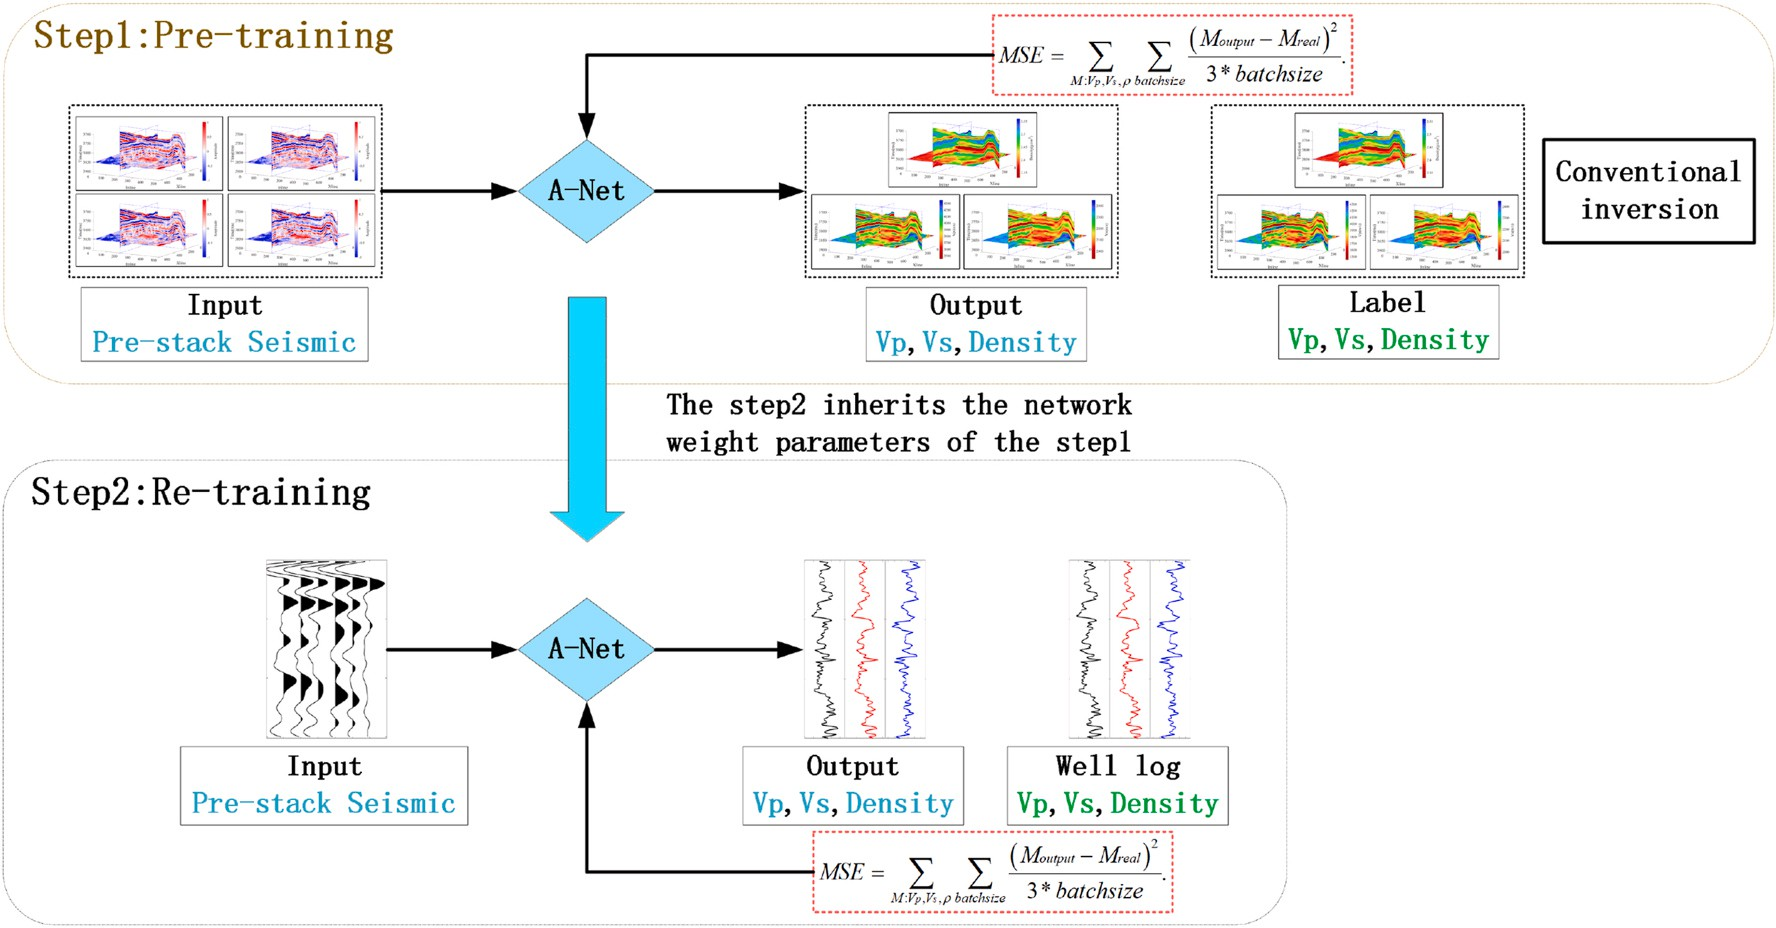 Step1:Pre-training
MSE = ∑ M:Vp,Vs,ρ ∑ batchsize (Moutput − Mreal)² / 3* batchsize .
A-Net
Conventional
inversion
Input
Pre-stack Seismic
Output
Vp, Vs, Density
Label
Vp, Vs, Density
The step2 inherits the network
weight parameters of the step1
Step2:Re-training
A-Net
Input
Pre-stack Seismic
Output
Vp, Vs, Density
Well log
Vp, Vs, Density
MSE = ∑ M:Vp,Vs,ρ ∑ batchsize (Moutput − Mreal)² / 3* batchsize .